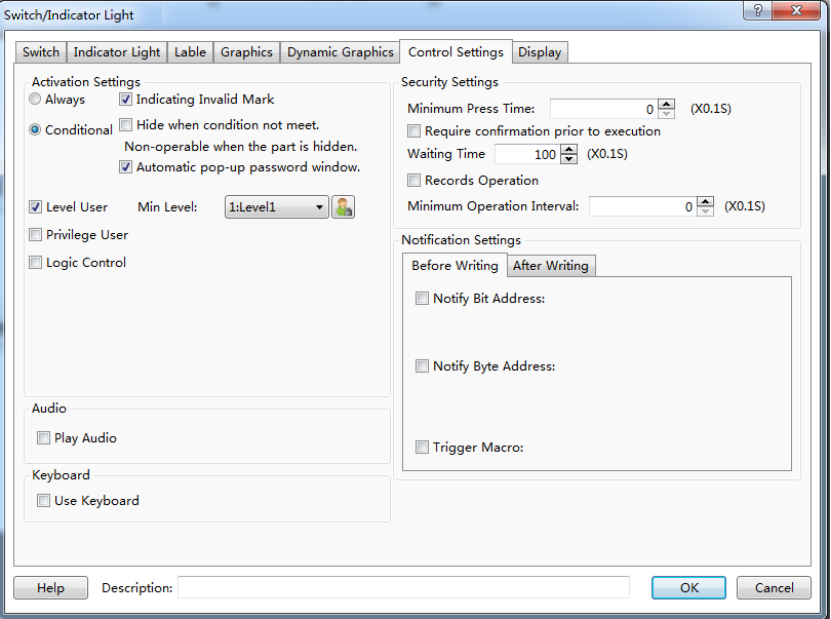 Switch/Indicator Light
?
Switch Indicator Light Lable Graphics Dynamic Graphics Control Settings Display
Activation Settings
Always
Indicating Invalid Mark
Conditional
Hide when condition not meet.
Non-operable when the part is hidden.
Automatic pop-up password window.
Level User Min Level: 1:Level1
Privilege User
Logic Control
Audio
Play Audio
Keyboard
Use Keyboard
Security Settings
Minimum Press Time: 0 (X0.1S)
Require confirmation prior to execution
Waiting Time 100 (X0.1S)
Records Operation
Minimum Operation Interval: 0 (X0.1S)
Notification Settings
Before Writing After Writing
Notify Bit Address:
Notify Byte Address:
Trigger Macro:
Help Description: OK Cancel